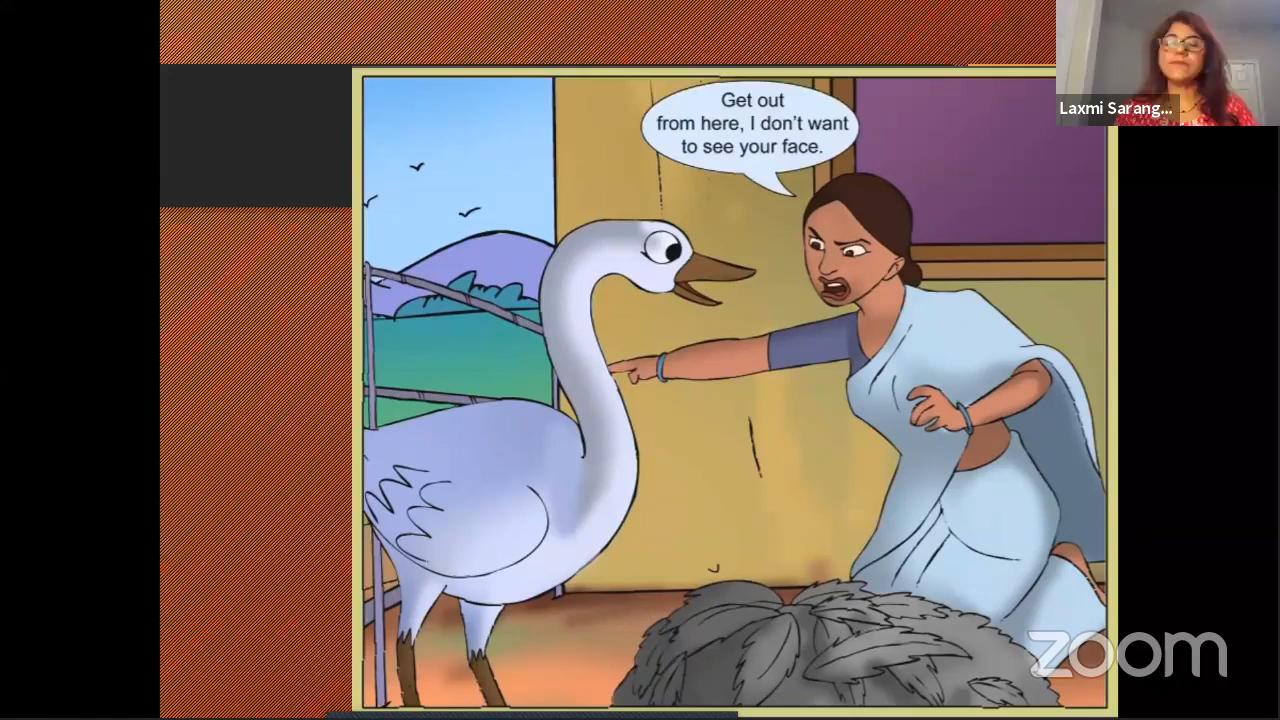 Get out
from here, I don't want
to see your face.
Laxmi Sarang...
zoom